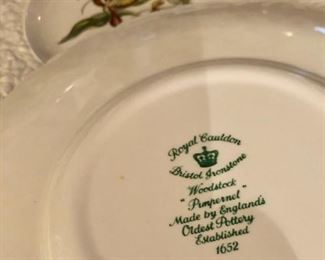 Royal Cauldon
Bristol Ironstone
Woodstock
"Pimpernel"
Made by England's
Oldest Pottery
Established
1652